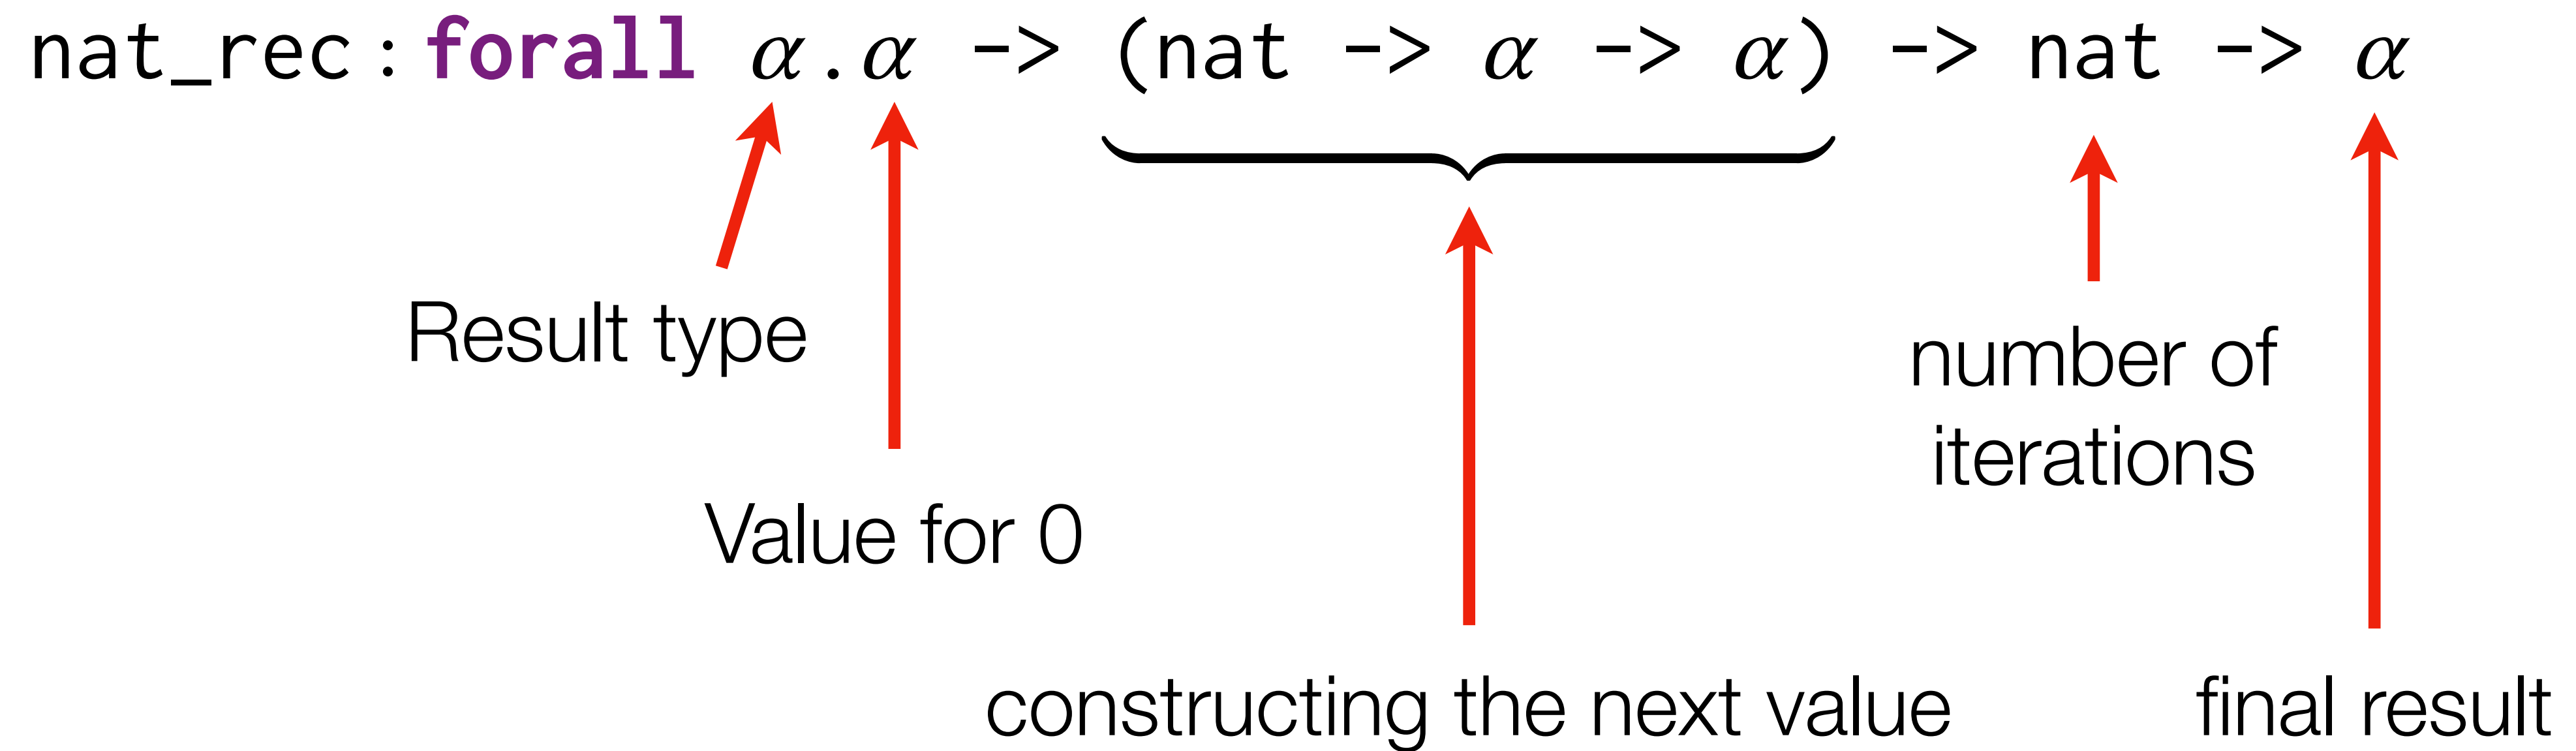 nat_rec : forall α . α -> (nat -> α -> α) -> nat -> α
Result type
number of
iterations
Value for 0
constructing the next value
final result